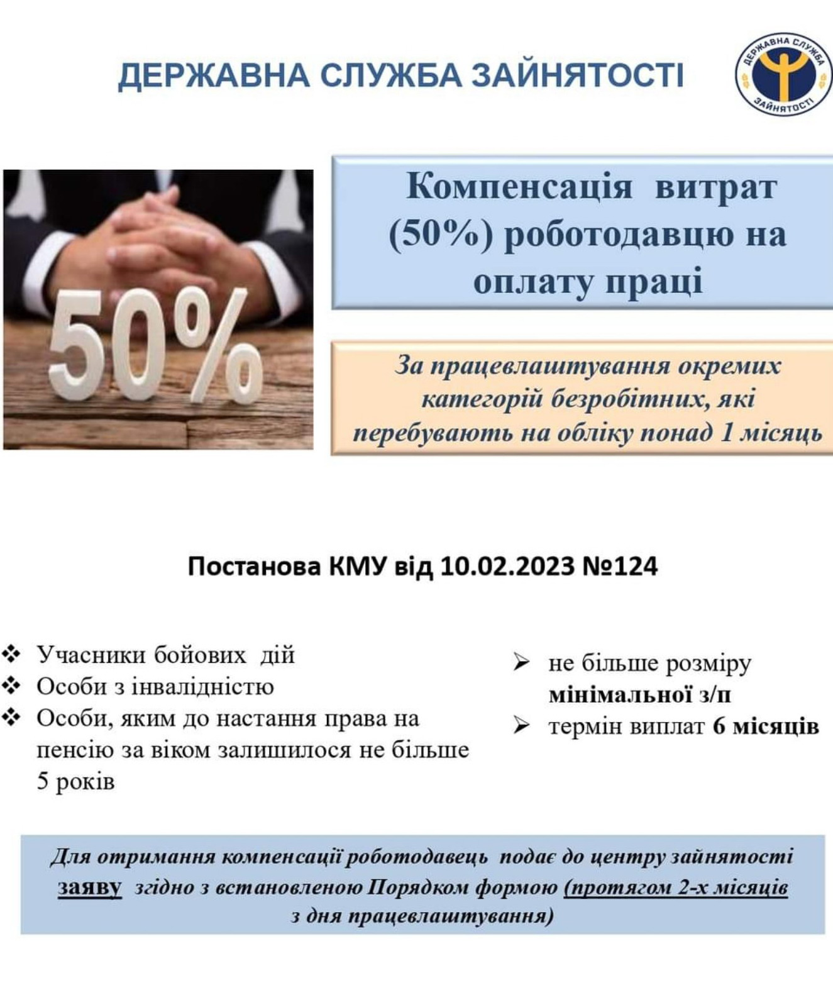 ДЕРЖАВНА СЛУЖБА ЗАЙНЯТОСТІ
ДЕРЖАВНА СЛУЖБА
ЗАЙНЯТОСТІ
Компенсація витрат
(50%) роботодавцю на
оплату праці
50%
За працевлаштування окремих
категорій безробітних, які
перебувають на обліку понад 1 місяць
Постанова КМУ від 10.02.2023 №124
❖ Учасники бойових дій
❖ Особи з інвалідністю
❖ Особи, яким до настання права на
пенсію за віком залишилося не більше
5 років
➢ не більше розміру
мінімальної з/п
➢ термін виплат 6 місяців
Для отримання компенсації роботодавець подає до центру зайнятості
заяву згідно з встановленою Порядком формою (протягом 2-х місяців
з дня працевлаштування)